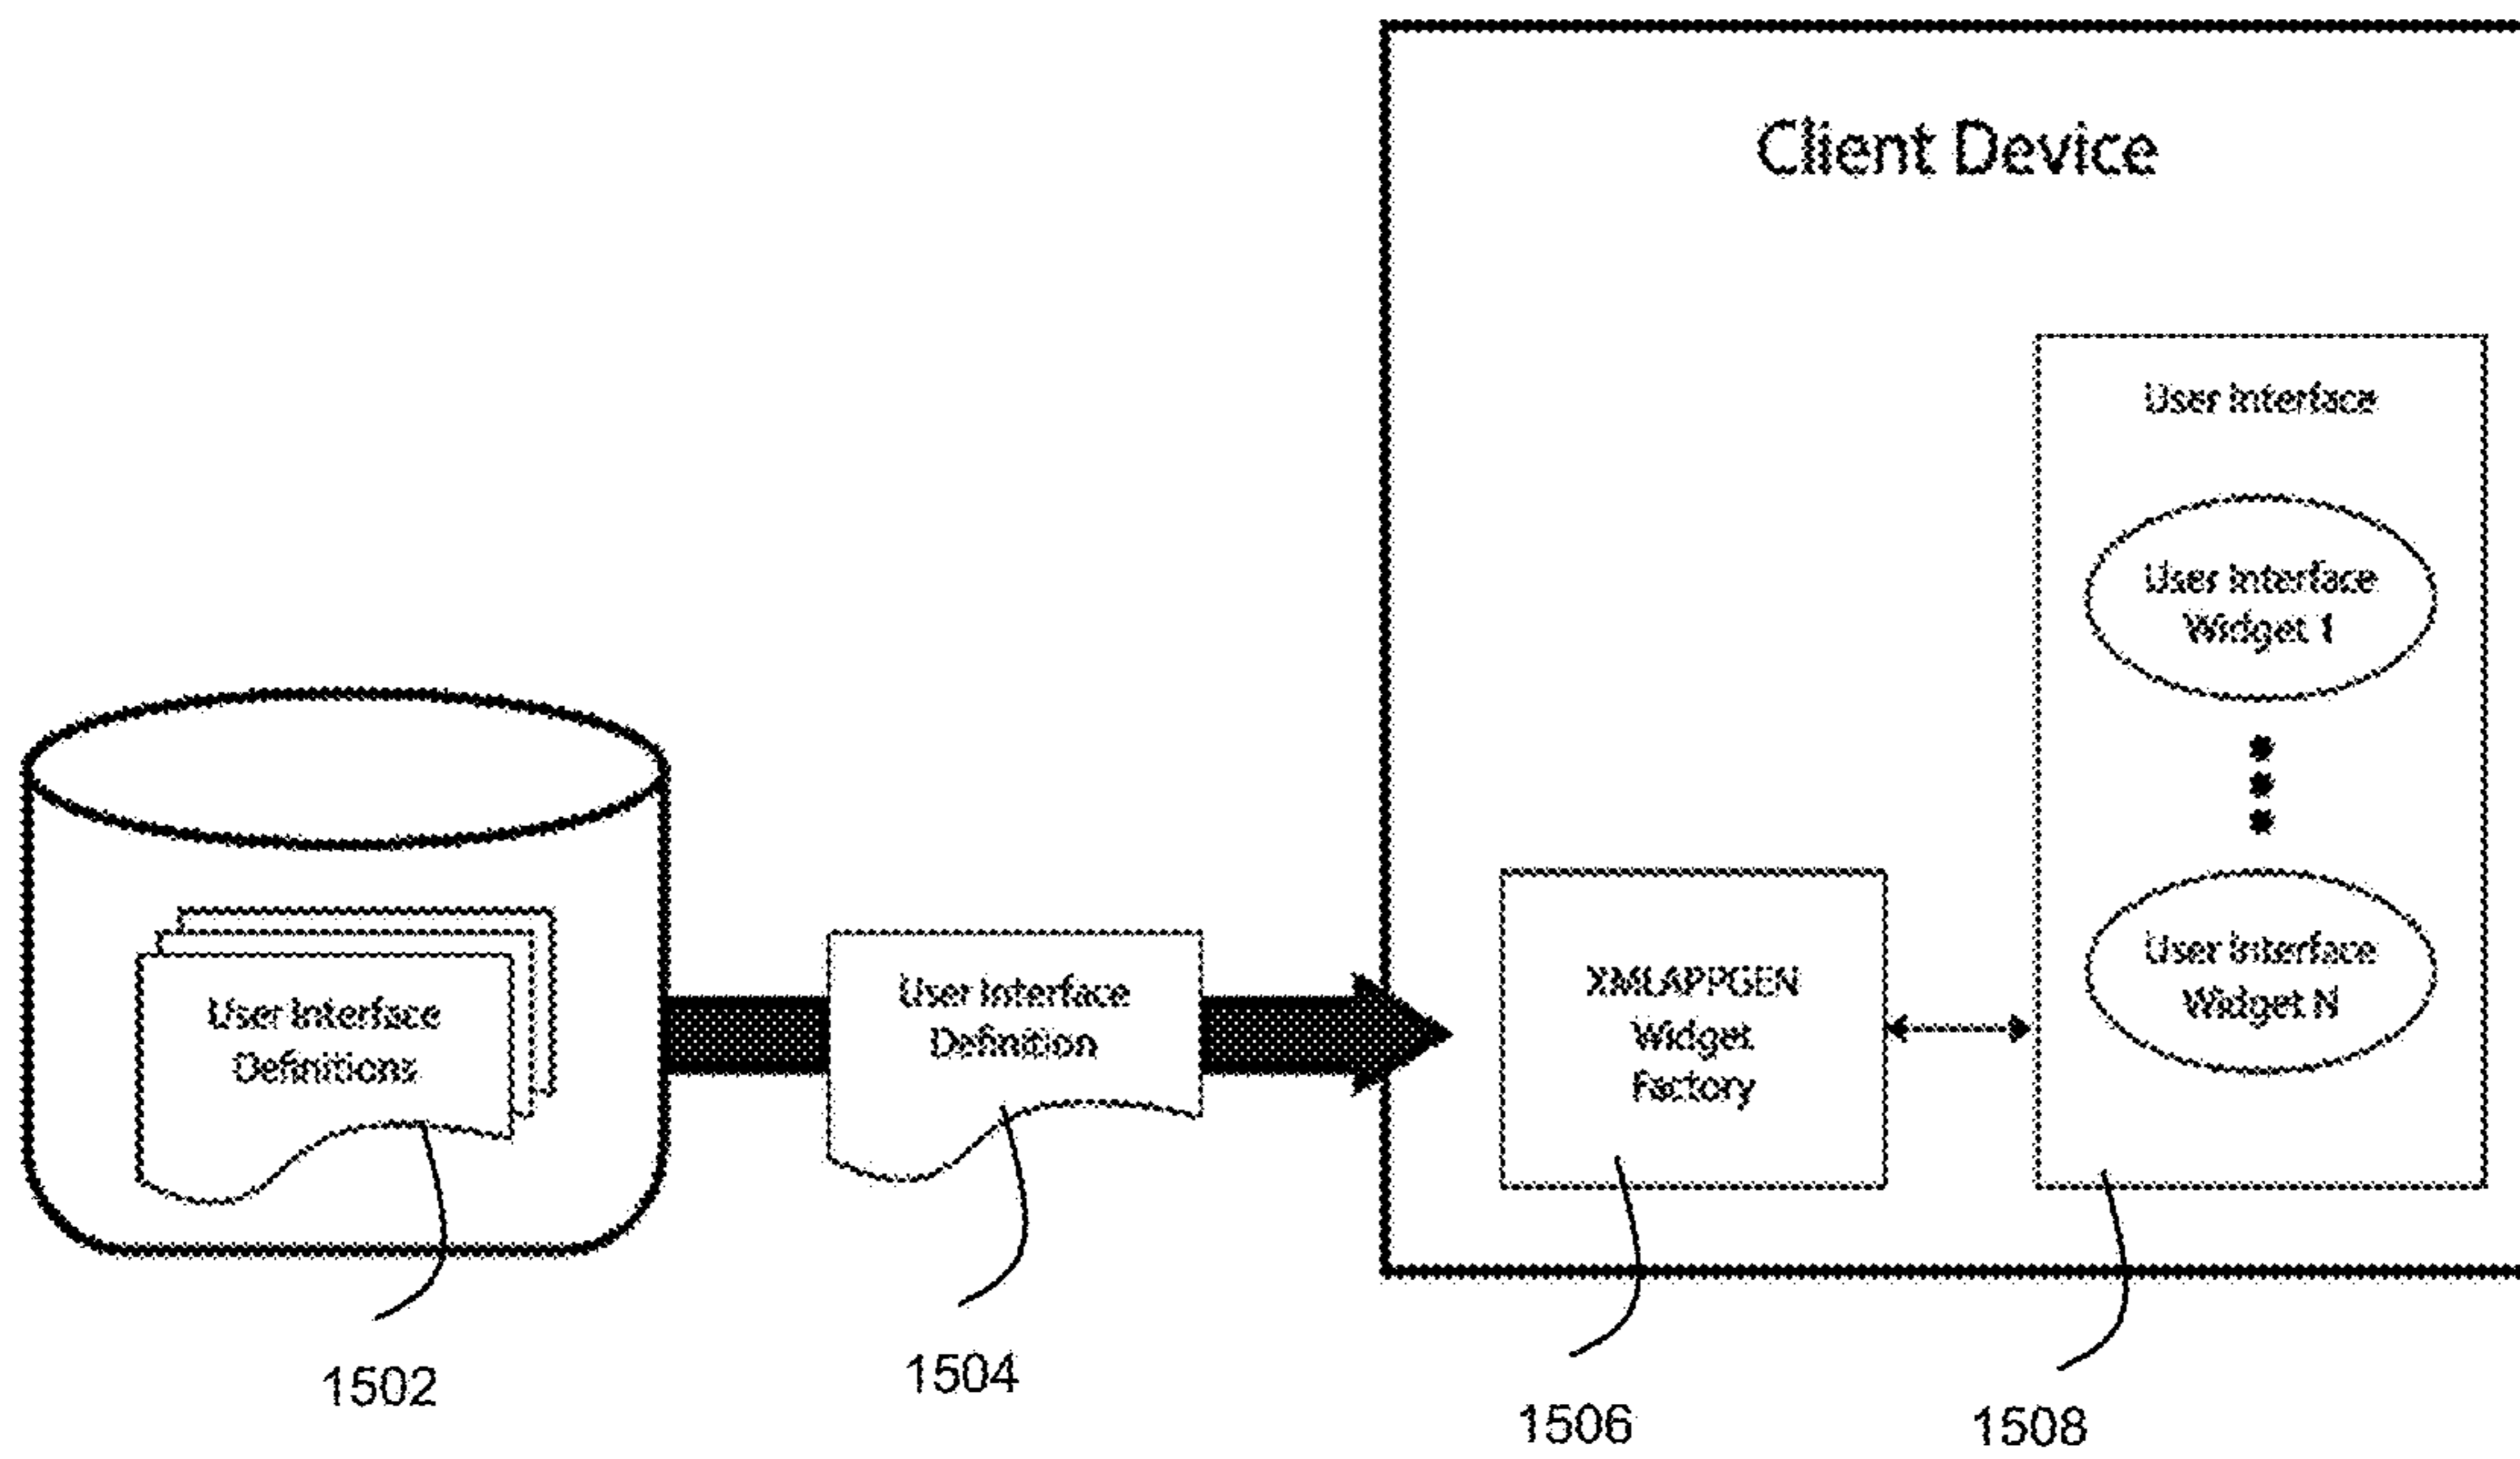 Client Device
User Interface
User Interface
Widget 1
User Interface
Widget N
XMLAPPGEN
Widget
Factory
User Interface
Definition
User Interface
Definitions
1502
1504
1506
1508